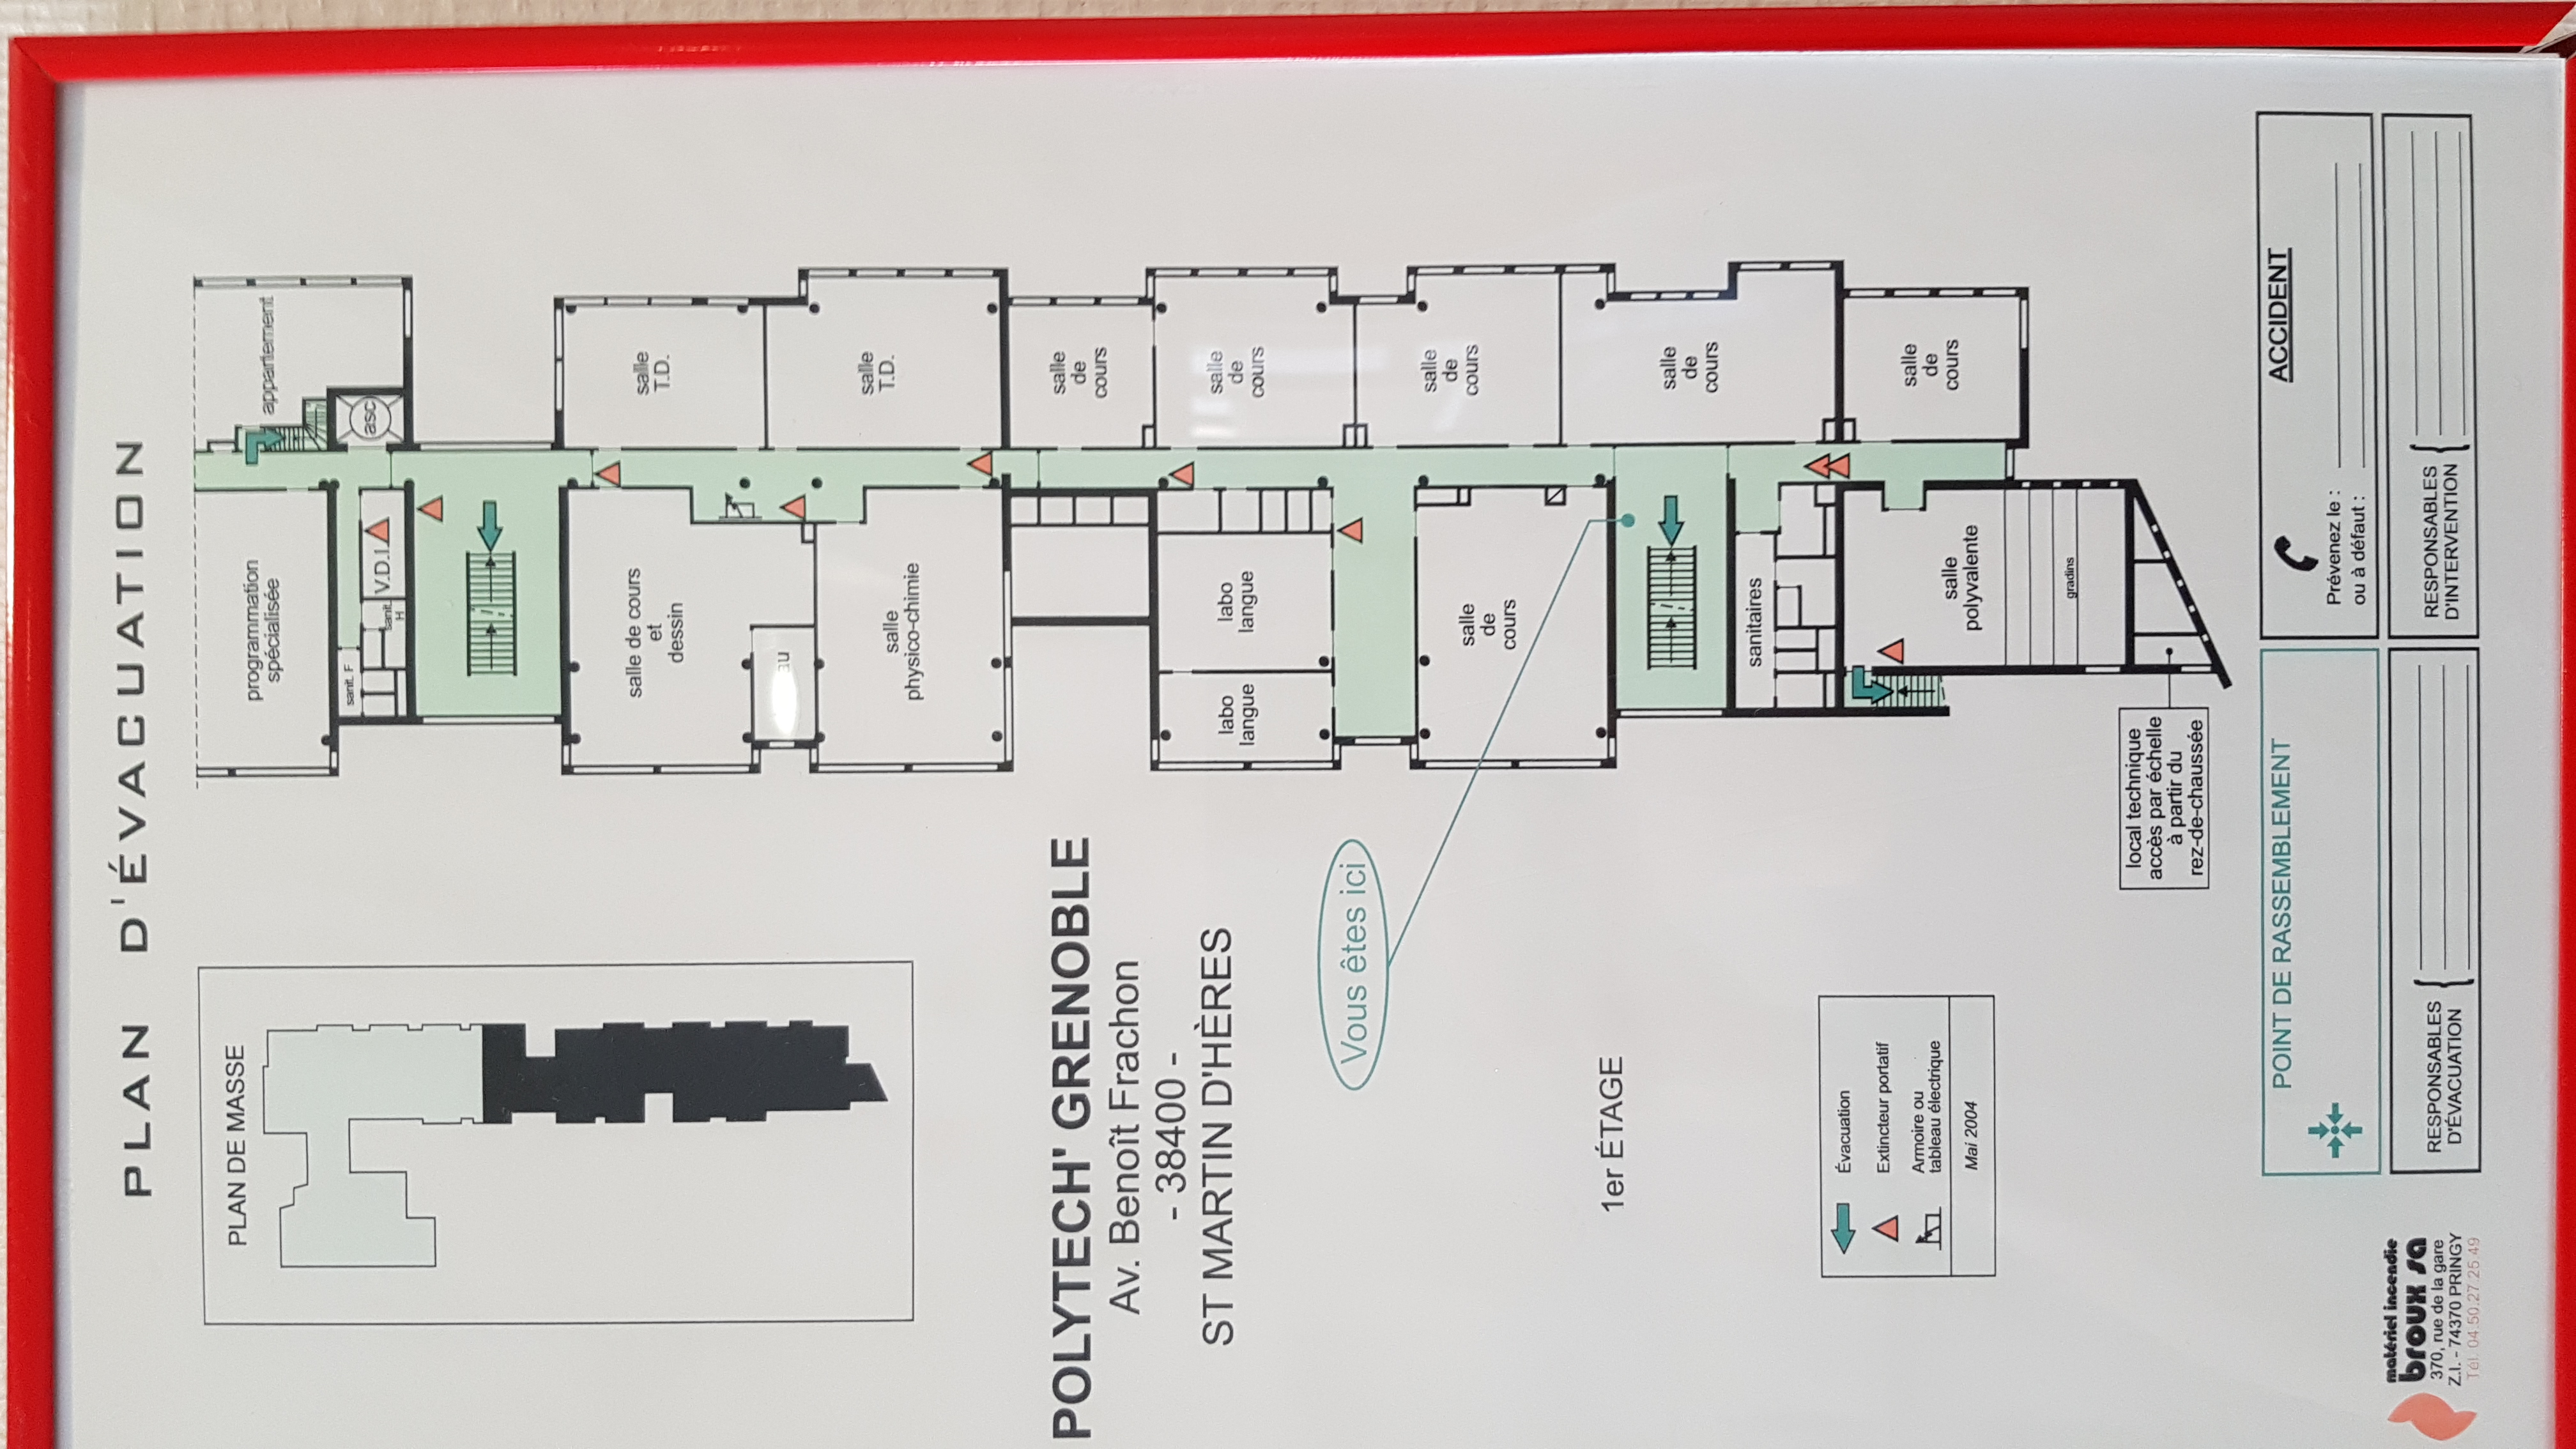 PLAN D'ÉVACUATION
PLAN DE MASSE
programmation
spécialisée
appartement
sanit. F
sanit.
H
V.D.I.
asc
salle de cours
et
dessin
salle
T.D.
salle
T.D.
salle
physico-chimie
POLYTECH' GRENOBLE
Av. Benoît Frachon
- 38400 -
ST MARTIN D'HÈRES
salle
de
cours
labo
langue
labo
langue
salle
de
cours
Vous êtes ici
salle
de
cours
salle
de
cours
1er ÉTAGE
salle
de
cours
sanitaires
Évacuation
Extincteur portatif
Armoire ou
tableau électrique
Mai 2004
salle
polyvalente
salle
de
cours
gradins
local technique
accès par échelle
à partir du
rez-de-chaussée
POINT DE RASSEMBLEMENT
ACCIDENT
Prévenez le :
ou à défaut :
RESPONSABLES
D'ÉVACUATION
RESPONSABLES
D'INTERVENTION
matériel incendie
broux sa
370, rue de la gare
Z.I. - 74370 PRINGY
Tél. 04.50.27.25.49